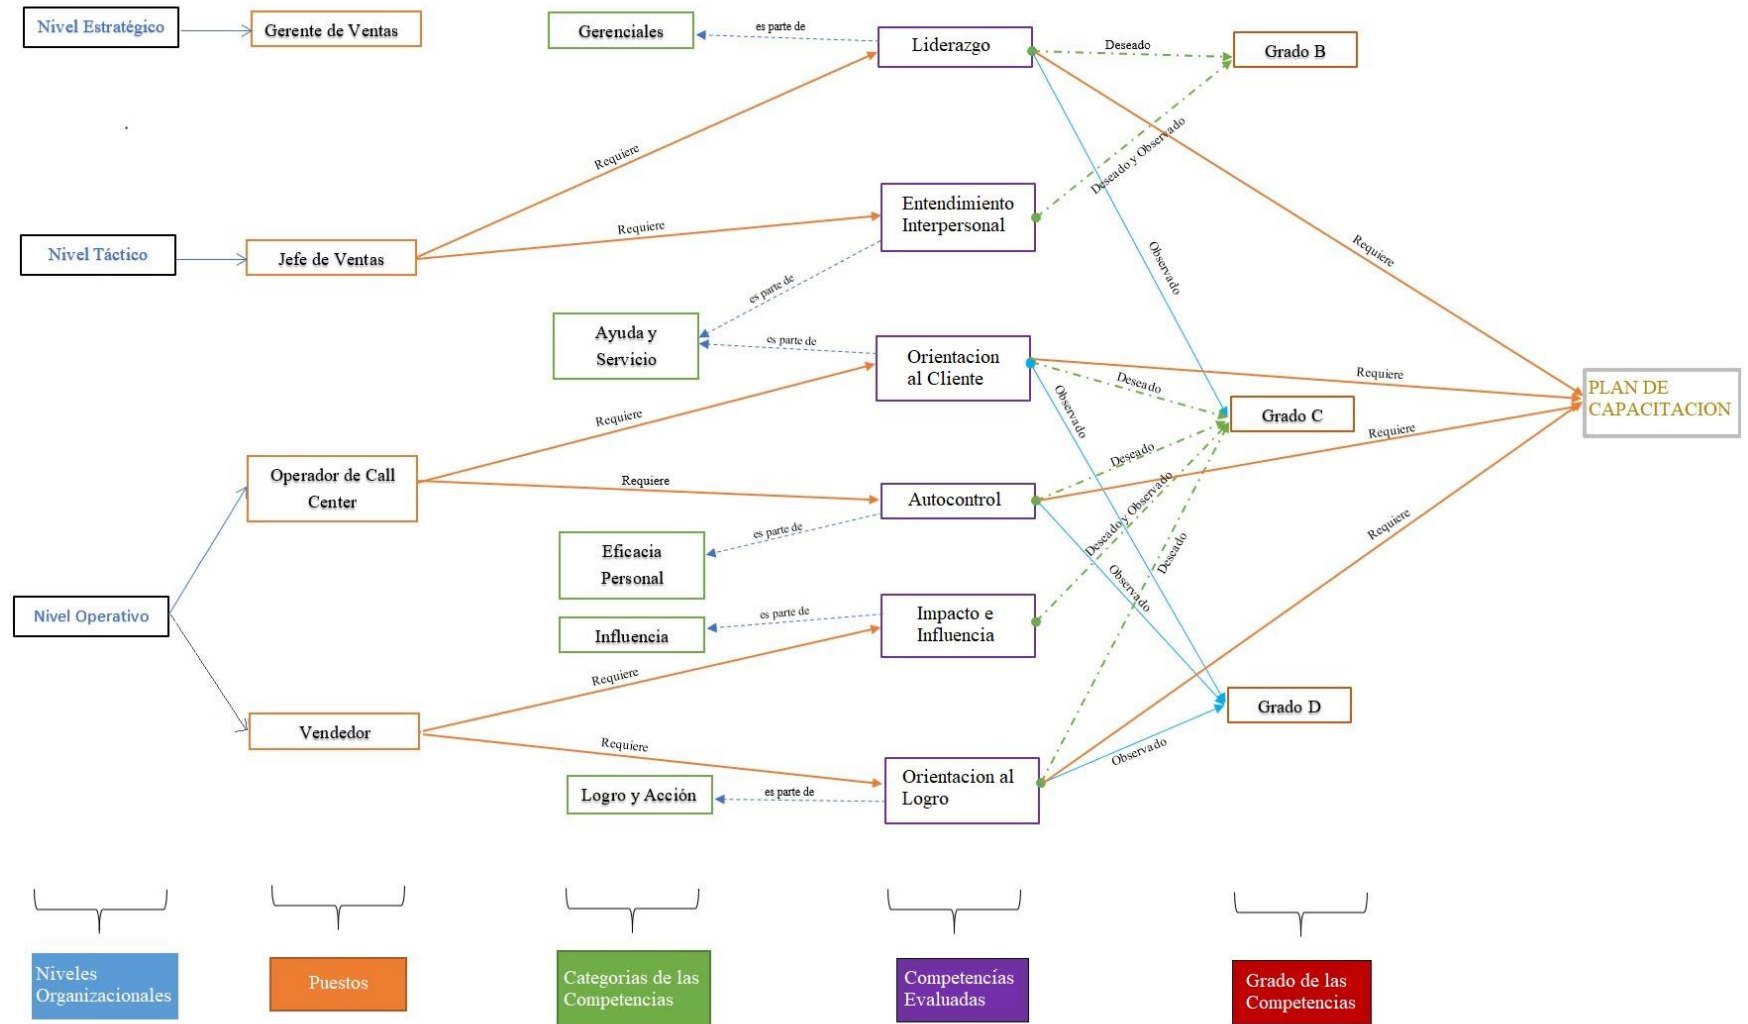 Nivel Estratégico
Gerente de Ventas
Gerenciales
es parte de
Liderazgo
Deseado
Grado B
Requiere
Deseado y Observado
Entendimiento
Interpersonal
Requiere
Requiere
Observado
Nivel Táctico
Jefe de Ventas
es parte de
Ayuda y
Servicio
es parte de
Orientacion
al Cliente
Deseado
Requiere
Observado
PLAN DE
CAPACITACION
Grado C
Requiere
Requiere
Deseado
Operador de Call
Center
Requiere
Autocontrol
Deseado y Observado
Requiere
Eficacia
Personal
es parte de
Deseado
Observado
Nivel Operativo
Influencia
es parte de
Impacto e
Influencia
Requiere
Vendedor
Requiere
Grado D
Observado
Logro y Acción
es parte de
Orientacion al
Logro
Niveles
Organizacionales
Puestos
Categorias de las
Competencias
Competencías
Evaluadas
Grado de las
Competencias